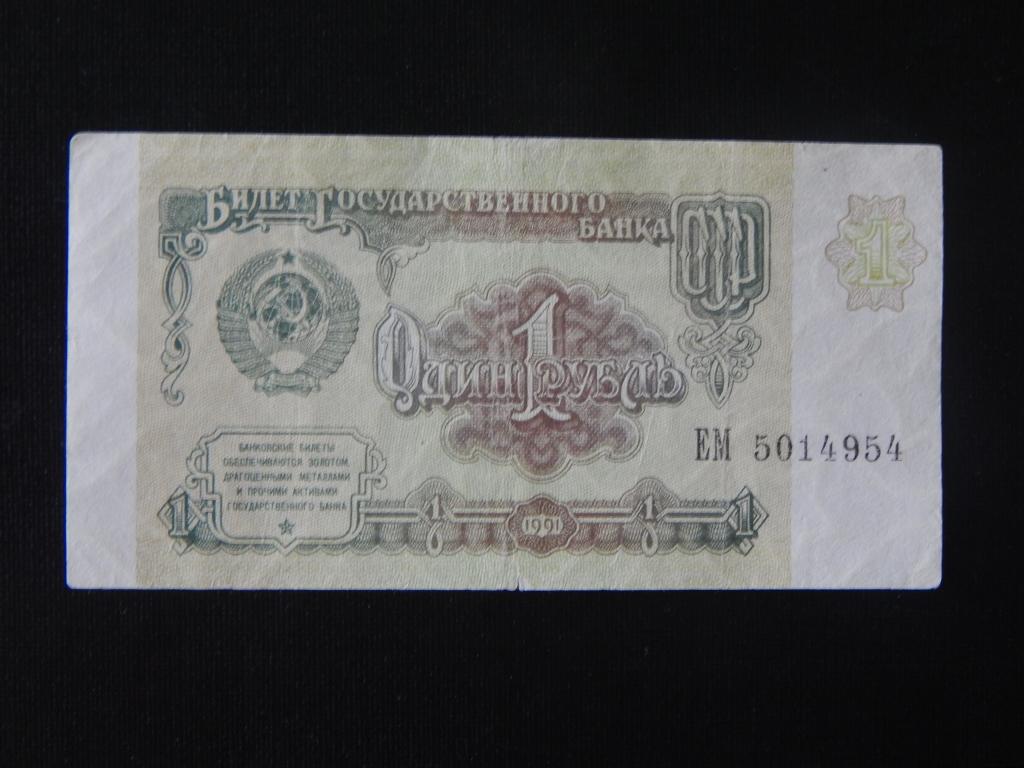 БИЛЕТ ГОСУДАРСТВЕННОГО
БАНКА СССР
1
ОДИН 1 РУБЛЬ
ЕМ 5014954
БАНКОВСКИЕ БИЛЕТЫ
ОБЕСПЕЧИВАЮТСЯ ЗОЛОТОМ,
ДРАГОЦЕННЫМИ МЕТАЛЛАМИ
И ПРОЧИМИ АКТИВАМИ
ГОСУДАРСТВЕННОГО БАНКА
1 1 1991 1 1